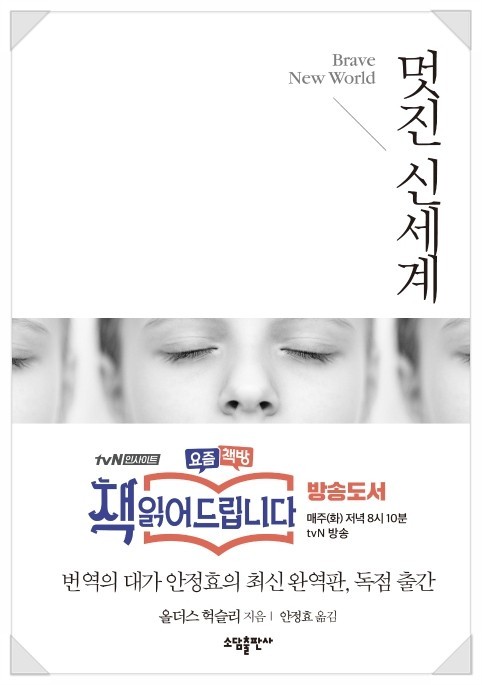 Brave
New World
멋진 신세계
tvN 인사이트
요즘책방
책 읽어드립니다
방송도서
매주(화) 저녁 8시 10분
tvN 방송
번역의 대가 안정효의 최신 완역판, 독점 출간
올더스 헉슬리 지음 | 안정효 옮김
소담출판사